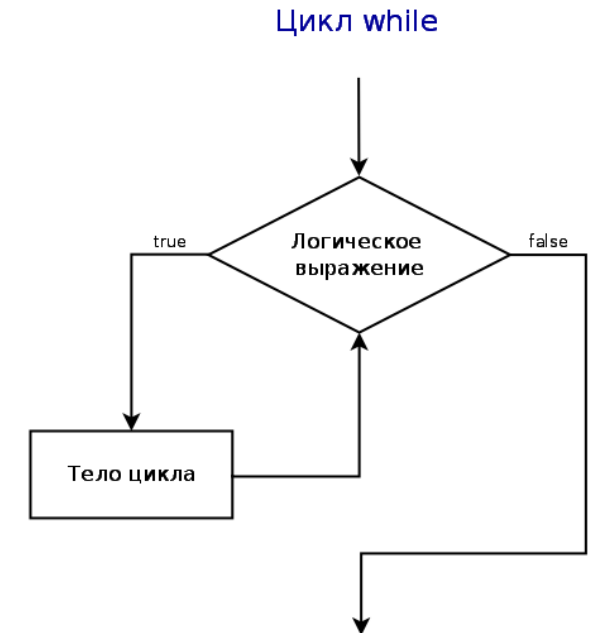 Цикл while
true
Логическое
выражение
false
Тело цикла